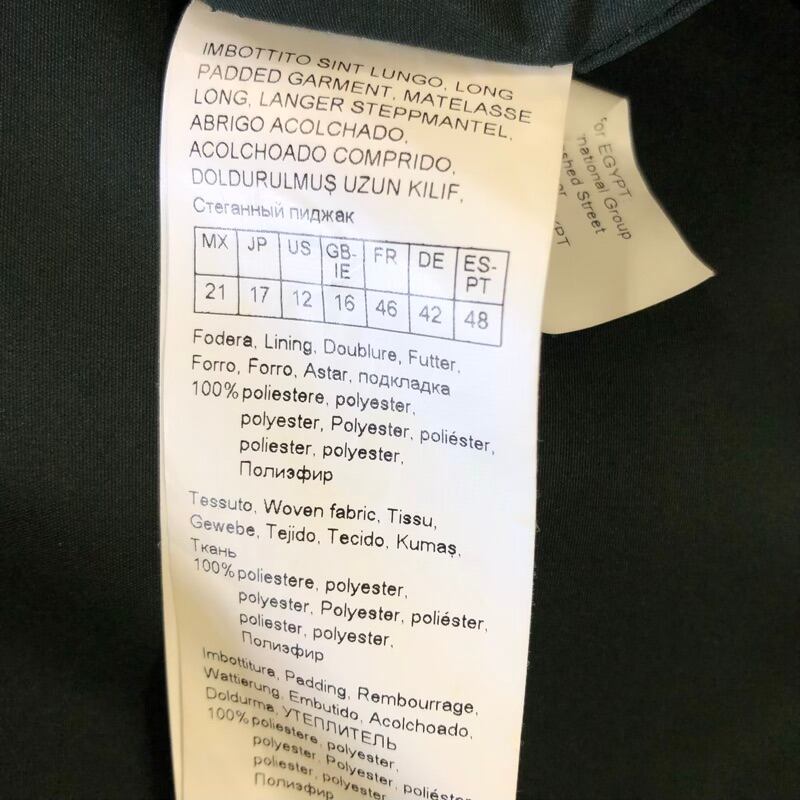 IMBOTTITO SINT LUNGO, LONG
PADDED GARMENT, MATELASSE
LONG, LANGER STEPPMANTEL,
ABRIGO ACOLCHADO,
ACOLCHOADO COMPRIDO,
DOLDURULMUŞ UZUN KILIF,
Стеганный пиджак
MX JP US GB-IE FR DE ES-PT
21 17 12 16 46 42 48
Fodera, Lining, Doublure, Futter,
Forro, Forro, Astar, подкладка
100% poliestere, polyester,
polyester, Polyester, poliéster,
poliester, polyester,
Полиэфир
Tessuto, Woven fabric, Tissu,
Gewebe, Tejido, Tecido, Kumaş,
Ткань
100% poliestere, polyester,
polyester, Polyester, poliéster,
poliester, polyester,
Полиэфир
Imbottiture, Padding, Rembourrage,
Wattierung, Embutido, Acolchoado,
Doldurma, УТЕПЛИТЕЛЬ
100% poliestere, polyester,
polyester, Polyester,
poliester, polyester,
Полиэфир
for EGYPT
national Group
Street